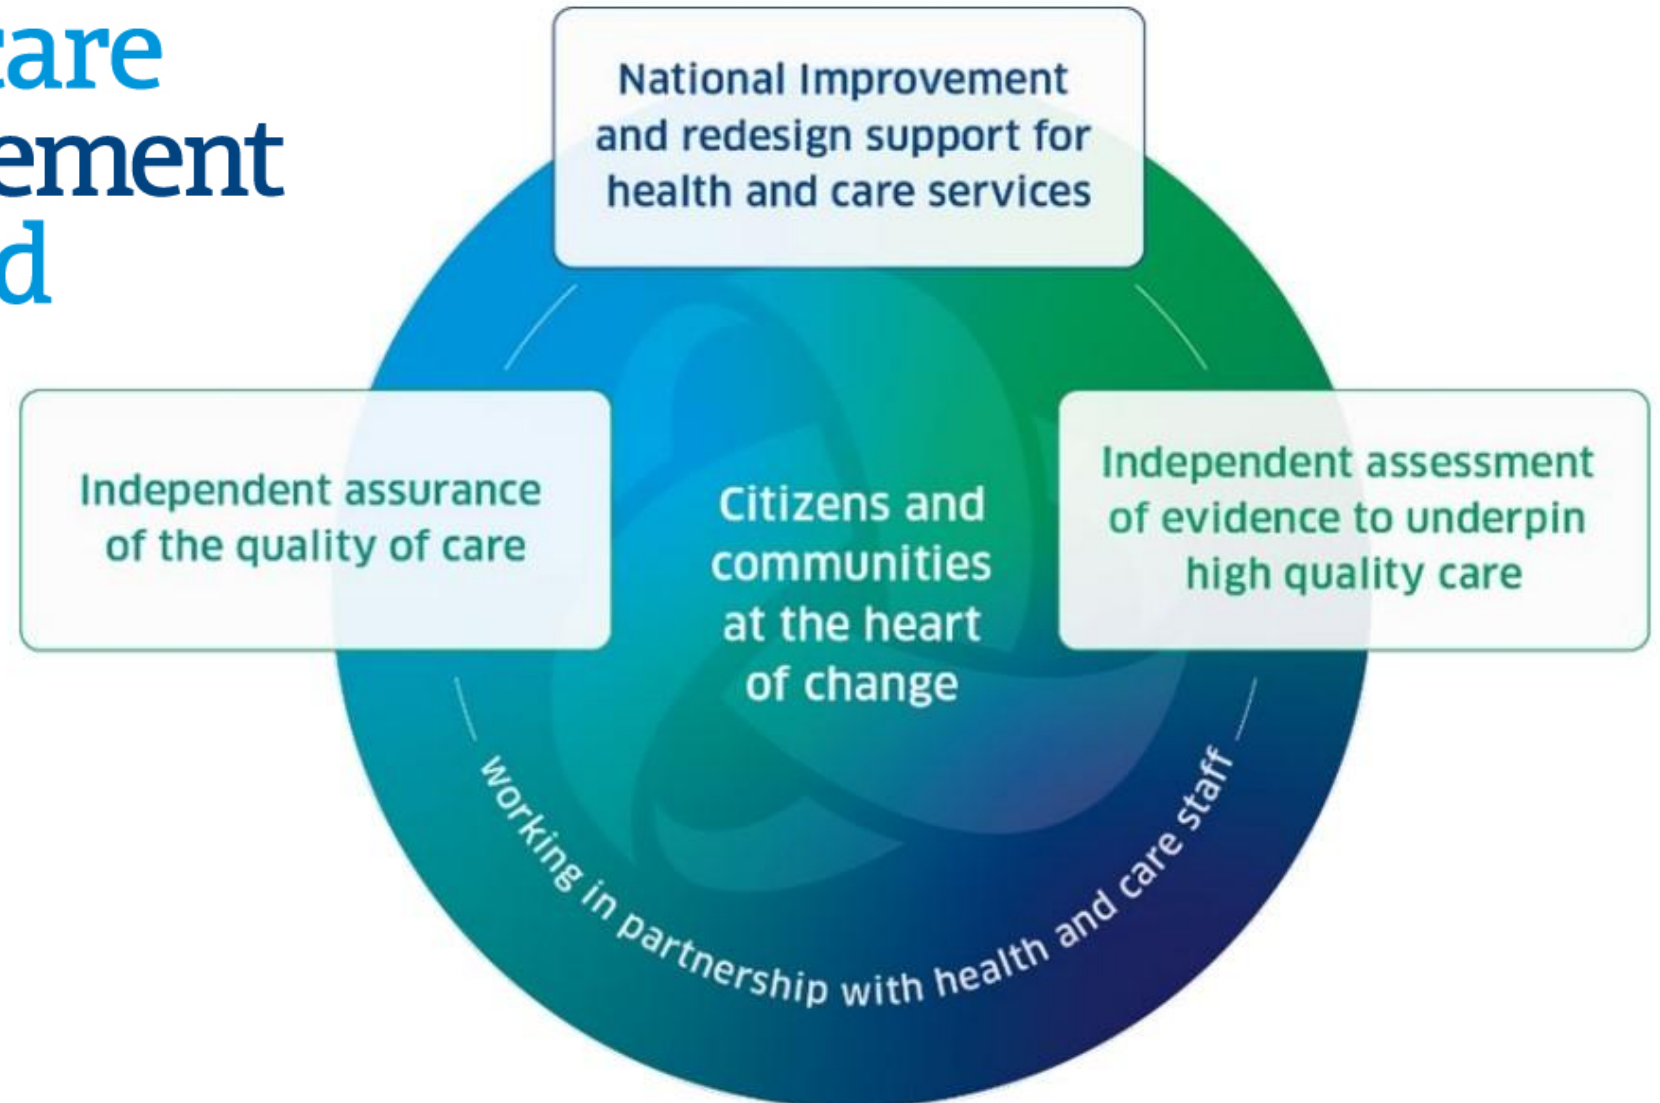 care
ement
d
National Improvement
and redesign support for
health and care services
Independent assurance
of the quality of care
Citizens and
communities
at the heart
of change
Independent assessment
of evidence to underpin
high quality care
working in partnership with health and care staff